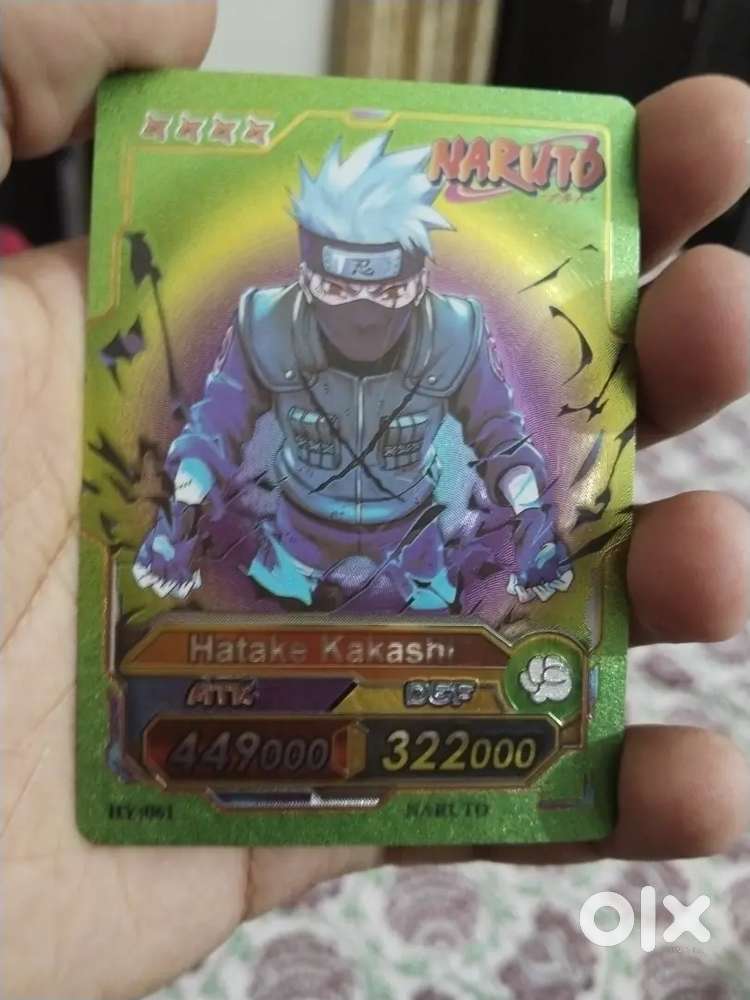 NARUTO
Hatake Kakashi
ATK DEF
449000 322000
NARUTO
olx